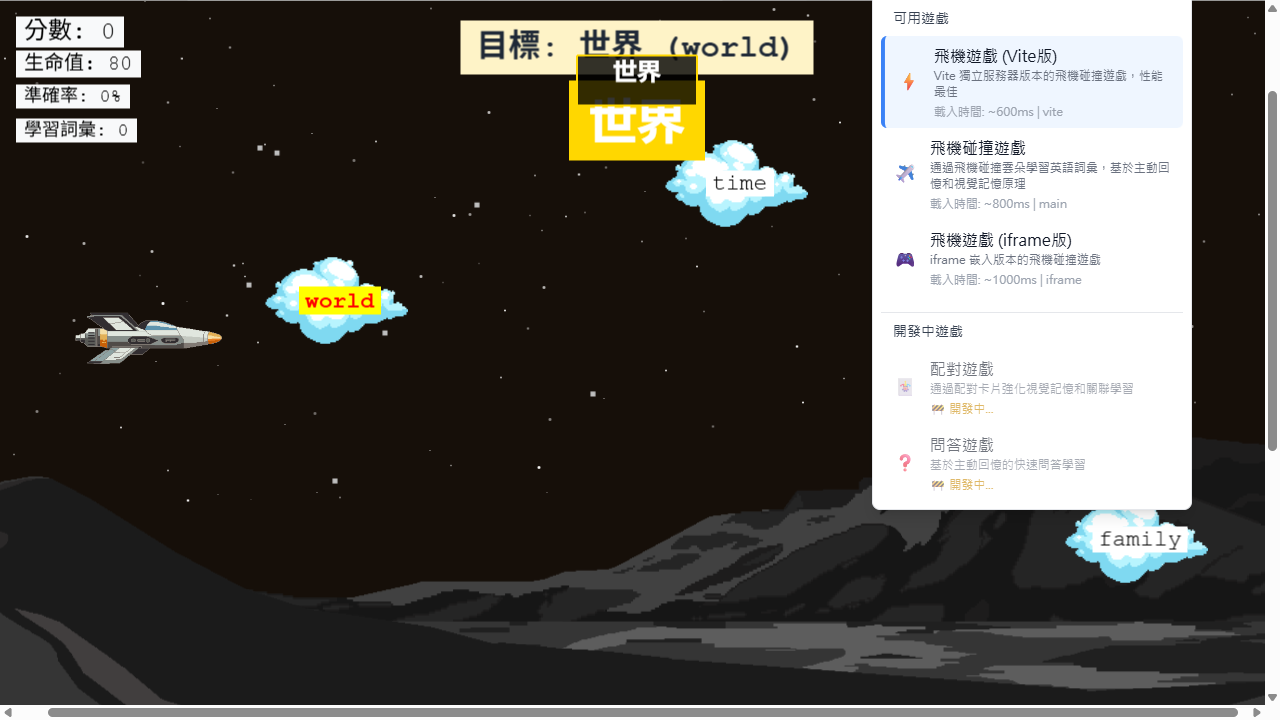 分數: 0
生命值: 80
準確率: 0%
學習詞彙: 0
目標: 世界 (world)
世界
世界
time
world
family
可用遊戲
飛機遊戲 (Vite版)
Vite 獨立服務器版本的飛機碰撞遊戲，性能
最佳
載入時間: ~600ms | vite
飛機碰撞遊戲
通過飛機碰撞雲朵學習英語詞彙，基於主動回
憶和視覺記憶原理
載入時間: ~800ms | main
飛機遊戲 (iframe版)
iframe 嵌入版本的飛機碰撞遊戲
載入時間: ~1000ms | iframe
開發中遊戲
配對遊戲
通過配對卡片強化視覺記憶和關聯學習
開發中...
問答遊戲
基於主動回憶的快速問答學習
開發中...